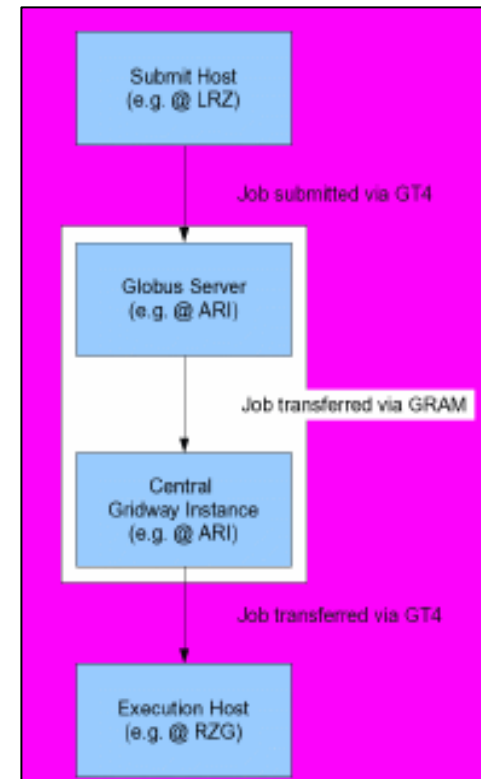 Submit Host
(e.g. @ LRZ)
Job submitted via GT4
Globus Server
(e.g. @ ARI)
Job transferred via GRAM
Central
Gridway Instance
(e.g. @ ARI)
Job transferred via GT4
Execution Host
(e.g. @ RZG)